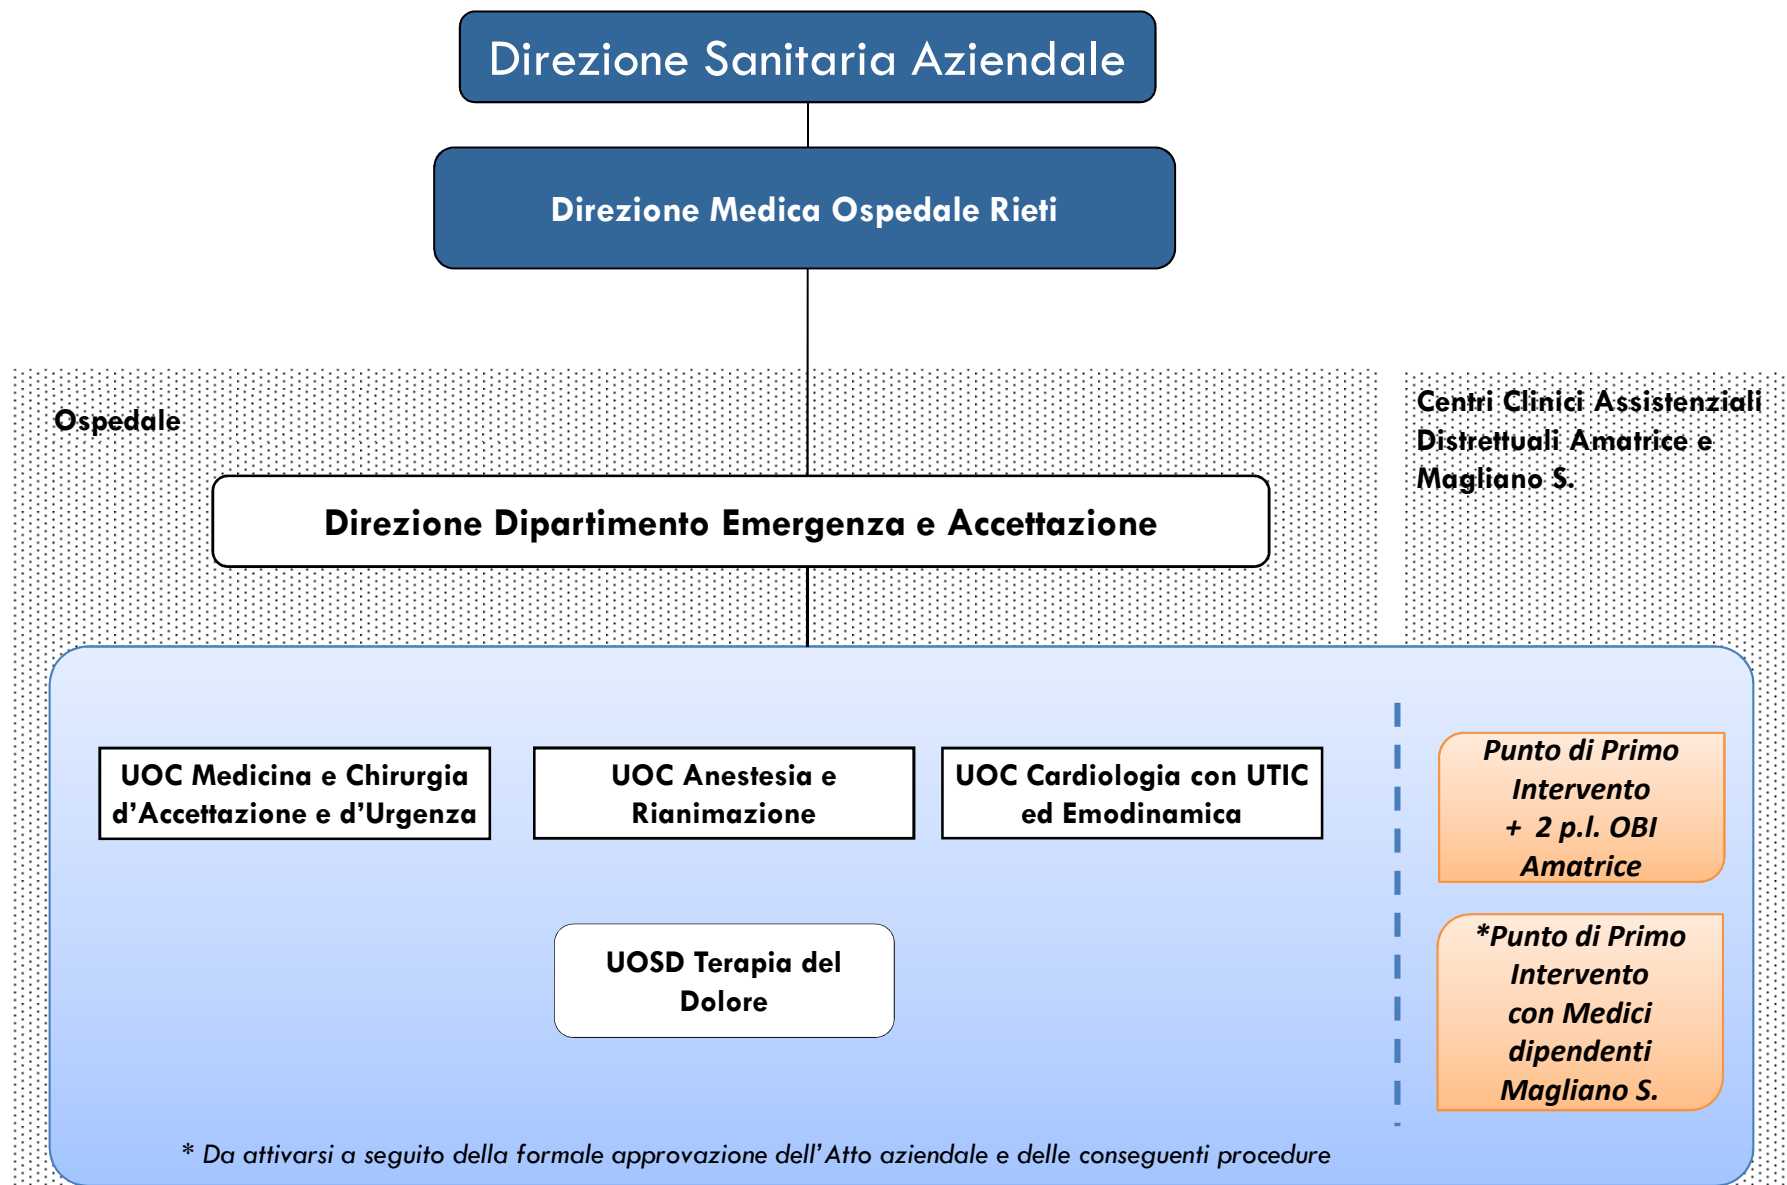 Direzione Sanitaria Aziendale
Direzione Medica Ospedale Rieti
Ospedale
Centri Clinici Assistenziali
Distrettuali Amatrice e
Magliano S.
Direzione Dipartimento Emergenza e Accettazione
UOC Medicina e Chirurgia
d’Accettazione e d’Urgenza
UOC Anestesia e
Rianimazione
UOC Cardiologia con UTIC
ed Emodinamica
Punto di Primo
Intervento
+ 2 p.l. OBI
Amatrice
UOSD Terapia del
Dolore
*Punto di Primo
Intervento
con Medici
dipendenti
Magliano S.
* Da attivarsi a seguito della formale approvazione dell’Atto aziendale e delle conseguenti procedure